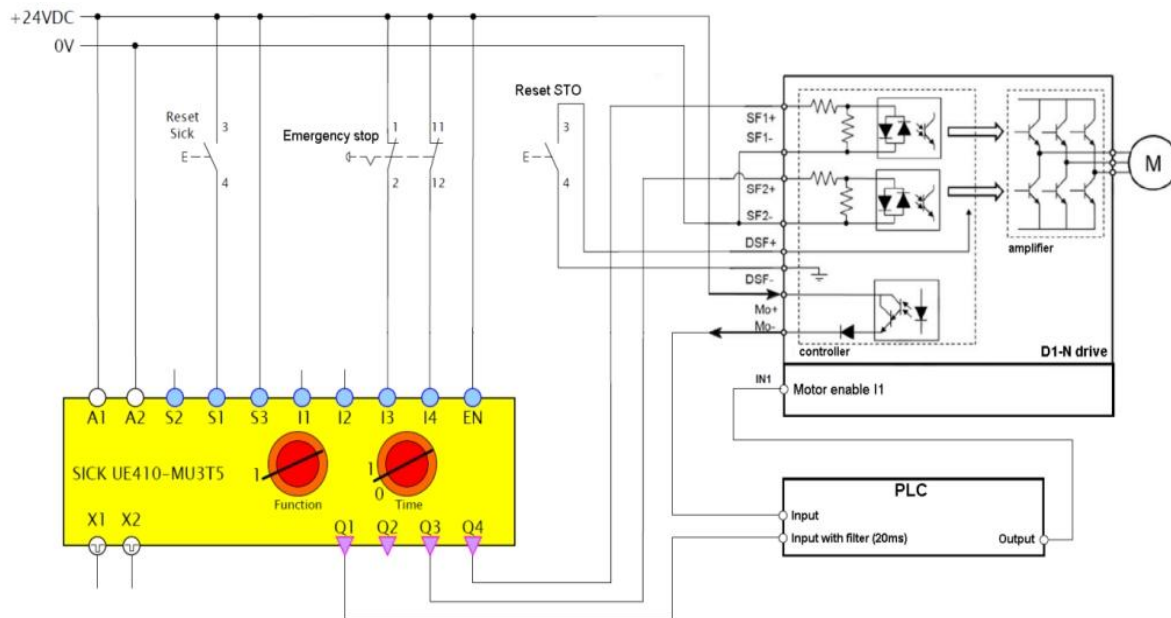 +24VDC
0V
Reset
Sick
3
E
4
Emergency stop
1
11
2
12
Reset STO
3
E
4
SF1+
SF1-
SF2+
SF2-
DSF+
DSF-
Mo+
Mo-
amplifier
M
controller
D1-N drive
IN1
Motor enable I1
A1
A2
S2
S1
S3
I1
I2
I3
I4
EN
SICK UE410-MU3T5
1
Function
1
0
Time
X1
X2
Q1
Q2
Q3
Q4
PLC
Input
Input with filter (20ms)
Output